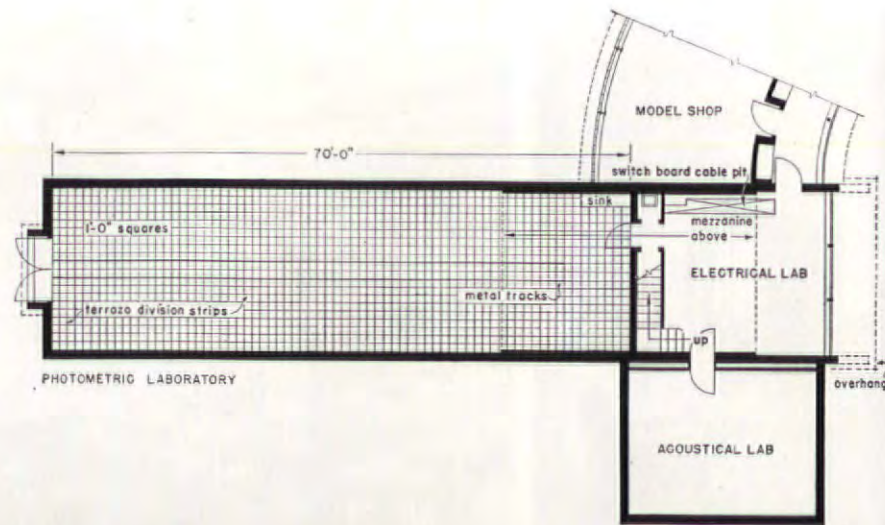 MODEL SHOP
70'-0"
switch board cable pit
sink
mezzanine
above
1'-0" squares
ELECTRICAL LAB
metal tracks
terrazo division strips
up
PHOTOMETRIC LABORATORY
overhang
ACOUSTICAL LAB